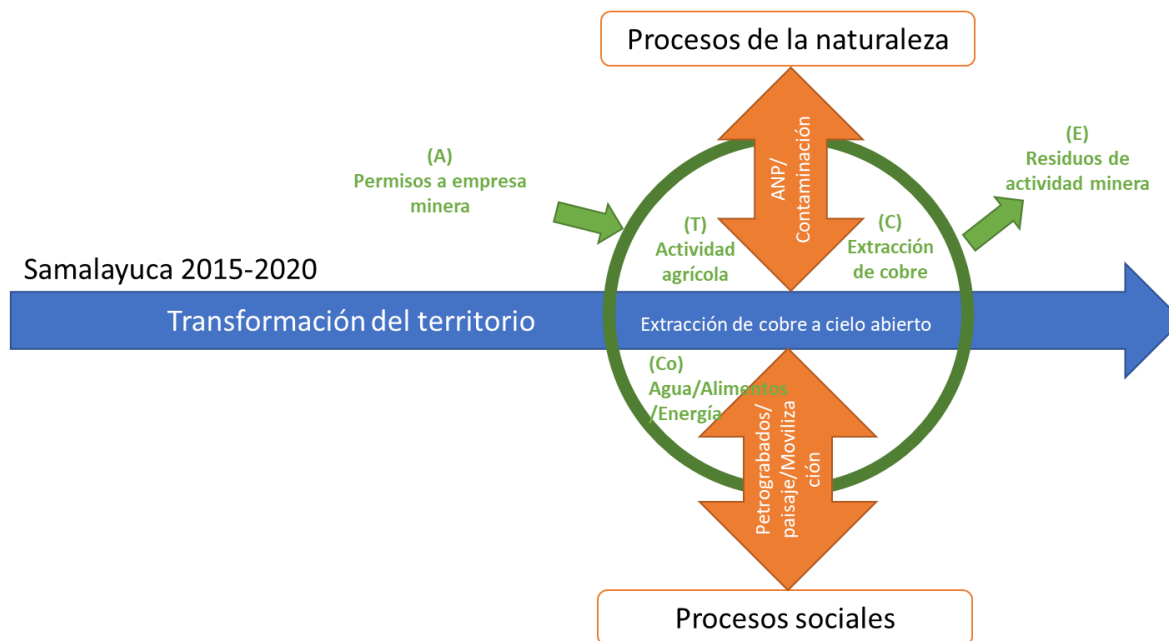 Procesos de la naturaleza
(A)
Permisos a empresa
minera
ANP/
Contaminación
(E)
Residuos de
actividad minera
(T)
Actividad
agrícola
(C)
Extracción
de cobre
Samalayuca 2015-2020
Transformación del territorio
Extracción de cobre a cielo abierto
(Co)
Agua/Alimentos
/Energía
Petrograbados/
paisaje/Moviliza
ción
Procesos sociales